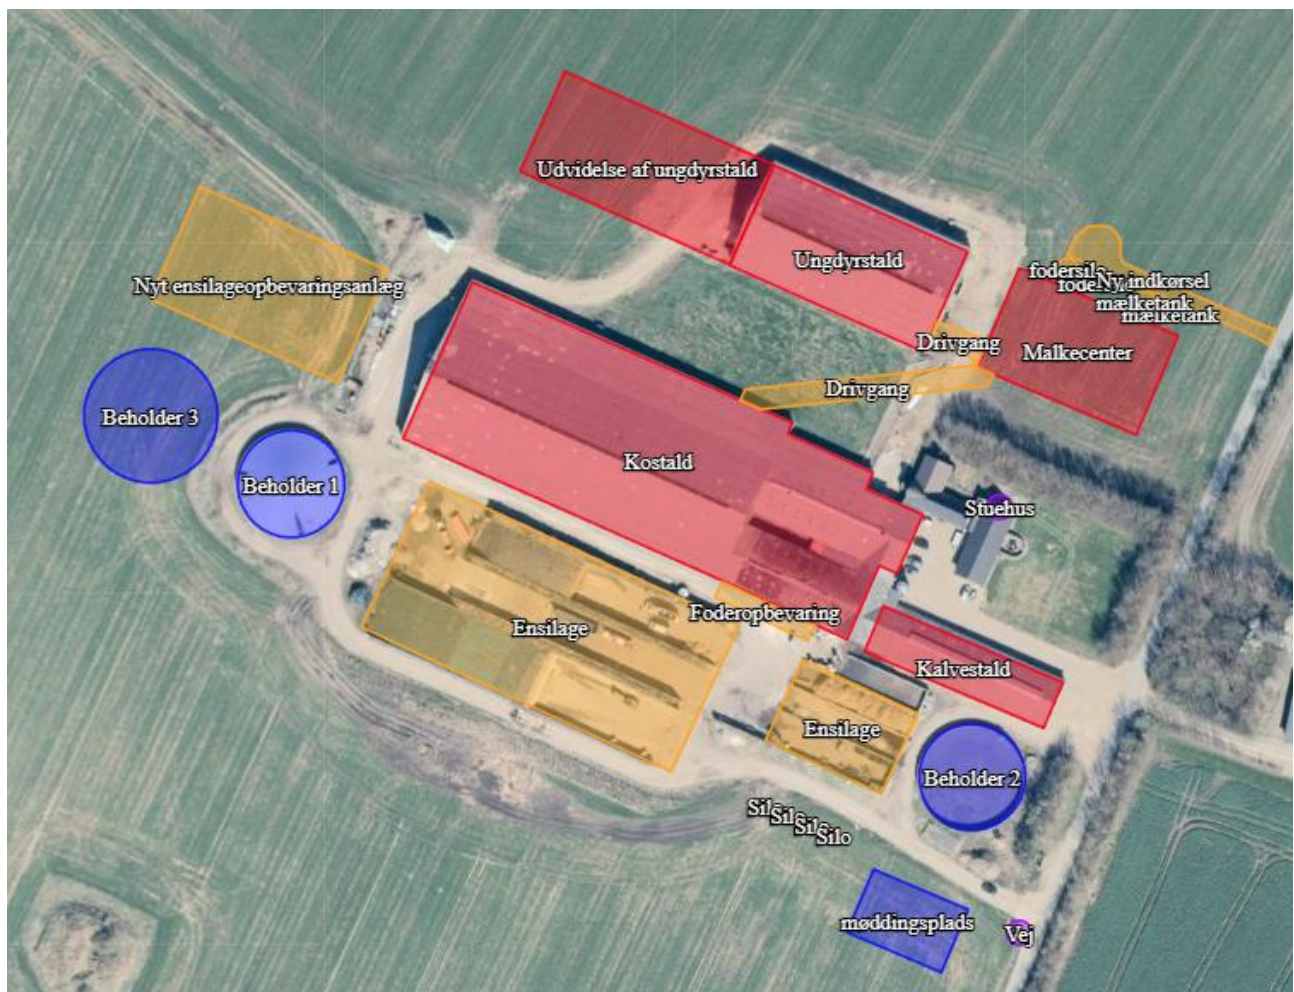 Udvidelse af ungdyrstald
Ungdyrstald
fodersilo
Ny indkørsel
Nyt ensilageopbevaringsanlæg
mælketank
mælketank
Drivgang
Malkecenter
Drivgang
Beholder 3
Kostald
Beholder 1
Stuehus
Foderopbevaring
Ensilage
Kalvestald
Ensilage
Beholder 2
Silo
møddingsplads
Vej